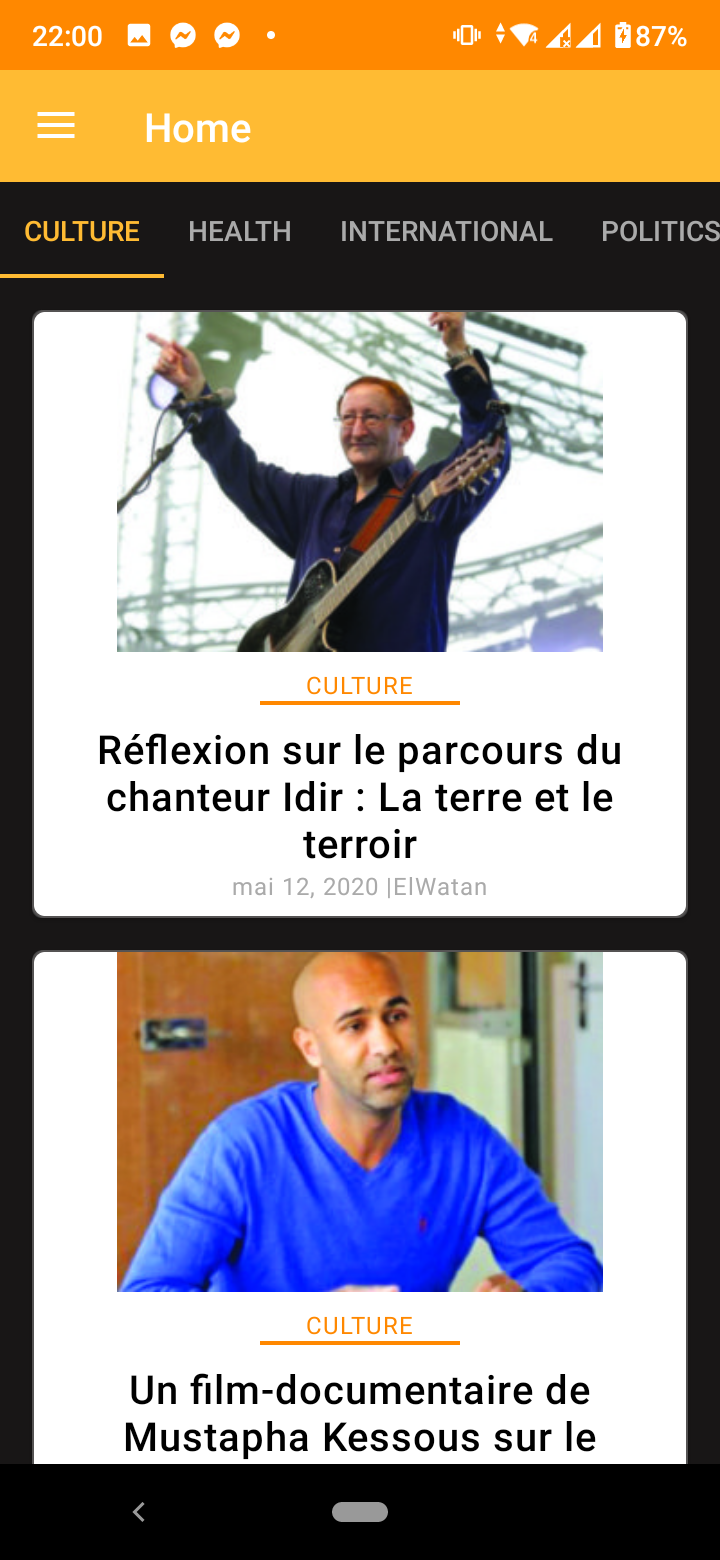 22:00
4
87%
Home
CULTURE HEALTH INTERNATIONAL POLITICS
CULTURE
Réflexion sur le parcours du
chanteur Idir : La terre et le
terroir
mai 12, 2020 |ElWatan
CULTURE
Un film-documentaire de
Mustapha Kessous sur le